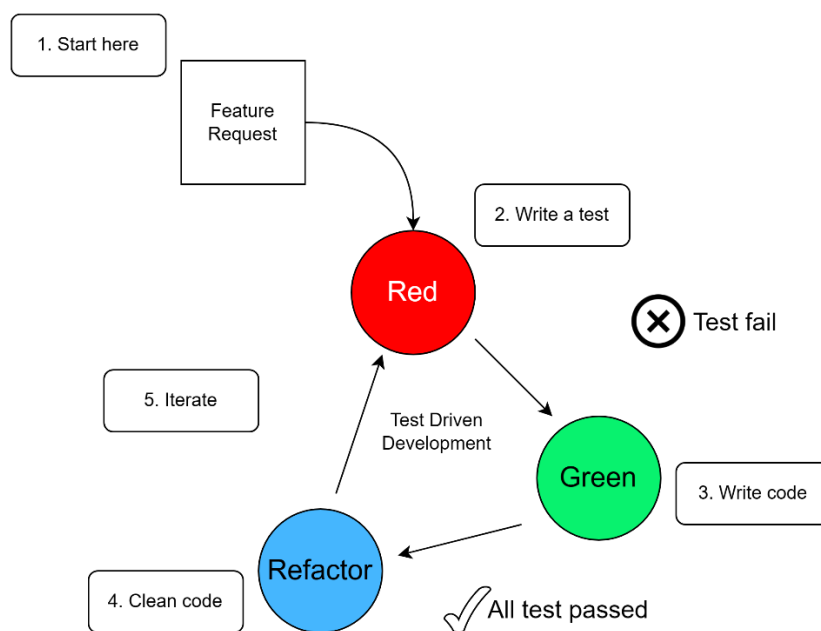 1. Start here
Feature
Request
2. Write a test
Red
Test fail
5. Iterate
Test Driven
Development
Green
3. Write code
Refactor
4. Clean code
All test passed